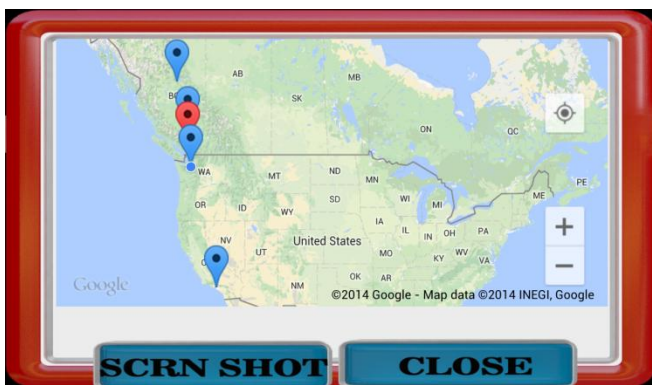 AB
MB
BC
SK
ON
QC
WA
MT
ND
MN
PE
ME
OR
ID
SD
WI
MI
WY
IA
NV
UT
United States
IL
IN
OH
PA
MO
KY
WV
VA
OK
AR
NM
Google
©2014 Google - Map data ©2014 INEGI, Google
SCRN SHOT
CLOSE